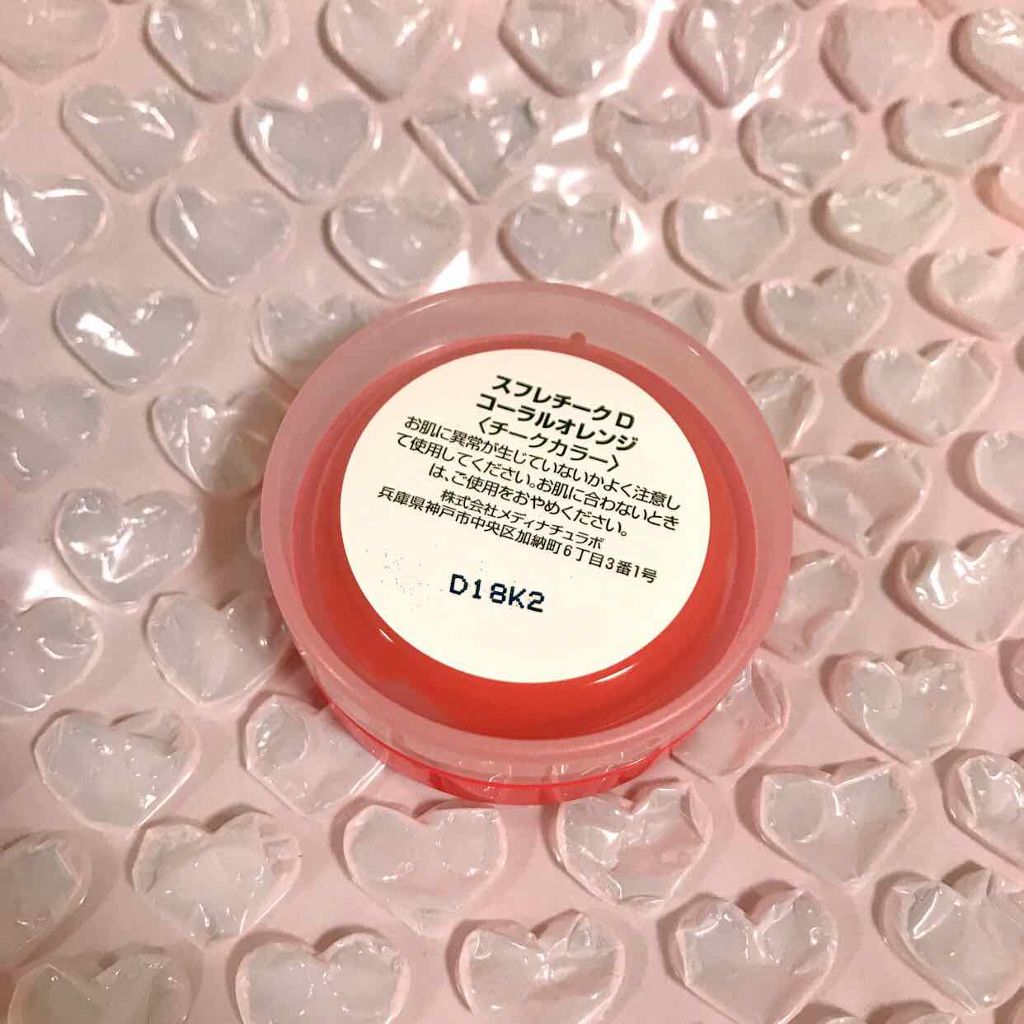 スフレチークD
コーラルオレンジ
〈チークカラー〉
お肌に異常が生じていないかよく注意し
て使用してください。お肌に合わないとき
は、ご使用をおやめください。
株式会社メディナチュラボ
兵庫県神戸市中央区加納町6丁目3番1号
D18K2